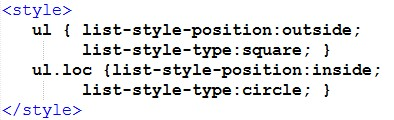 <style>
ul { list-style-position:outside;
list-style-type:square; }
ul.loc {list-style-position:inside;
list-style-type:circle; }
</style>